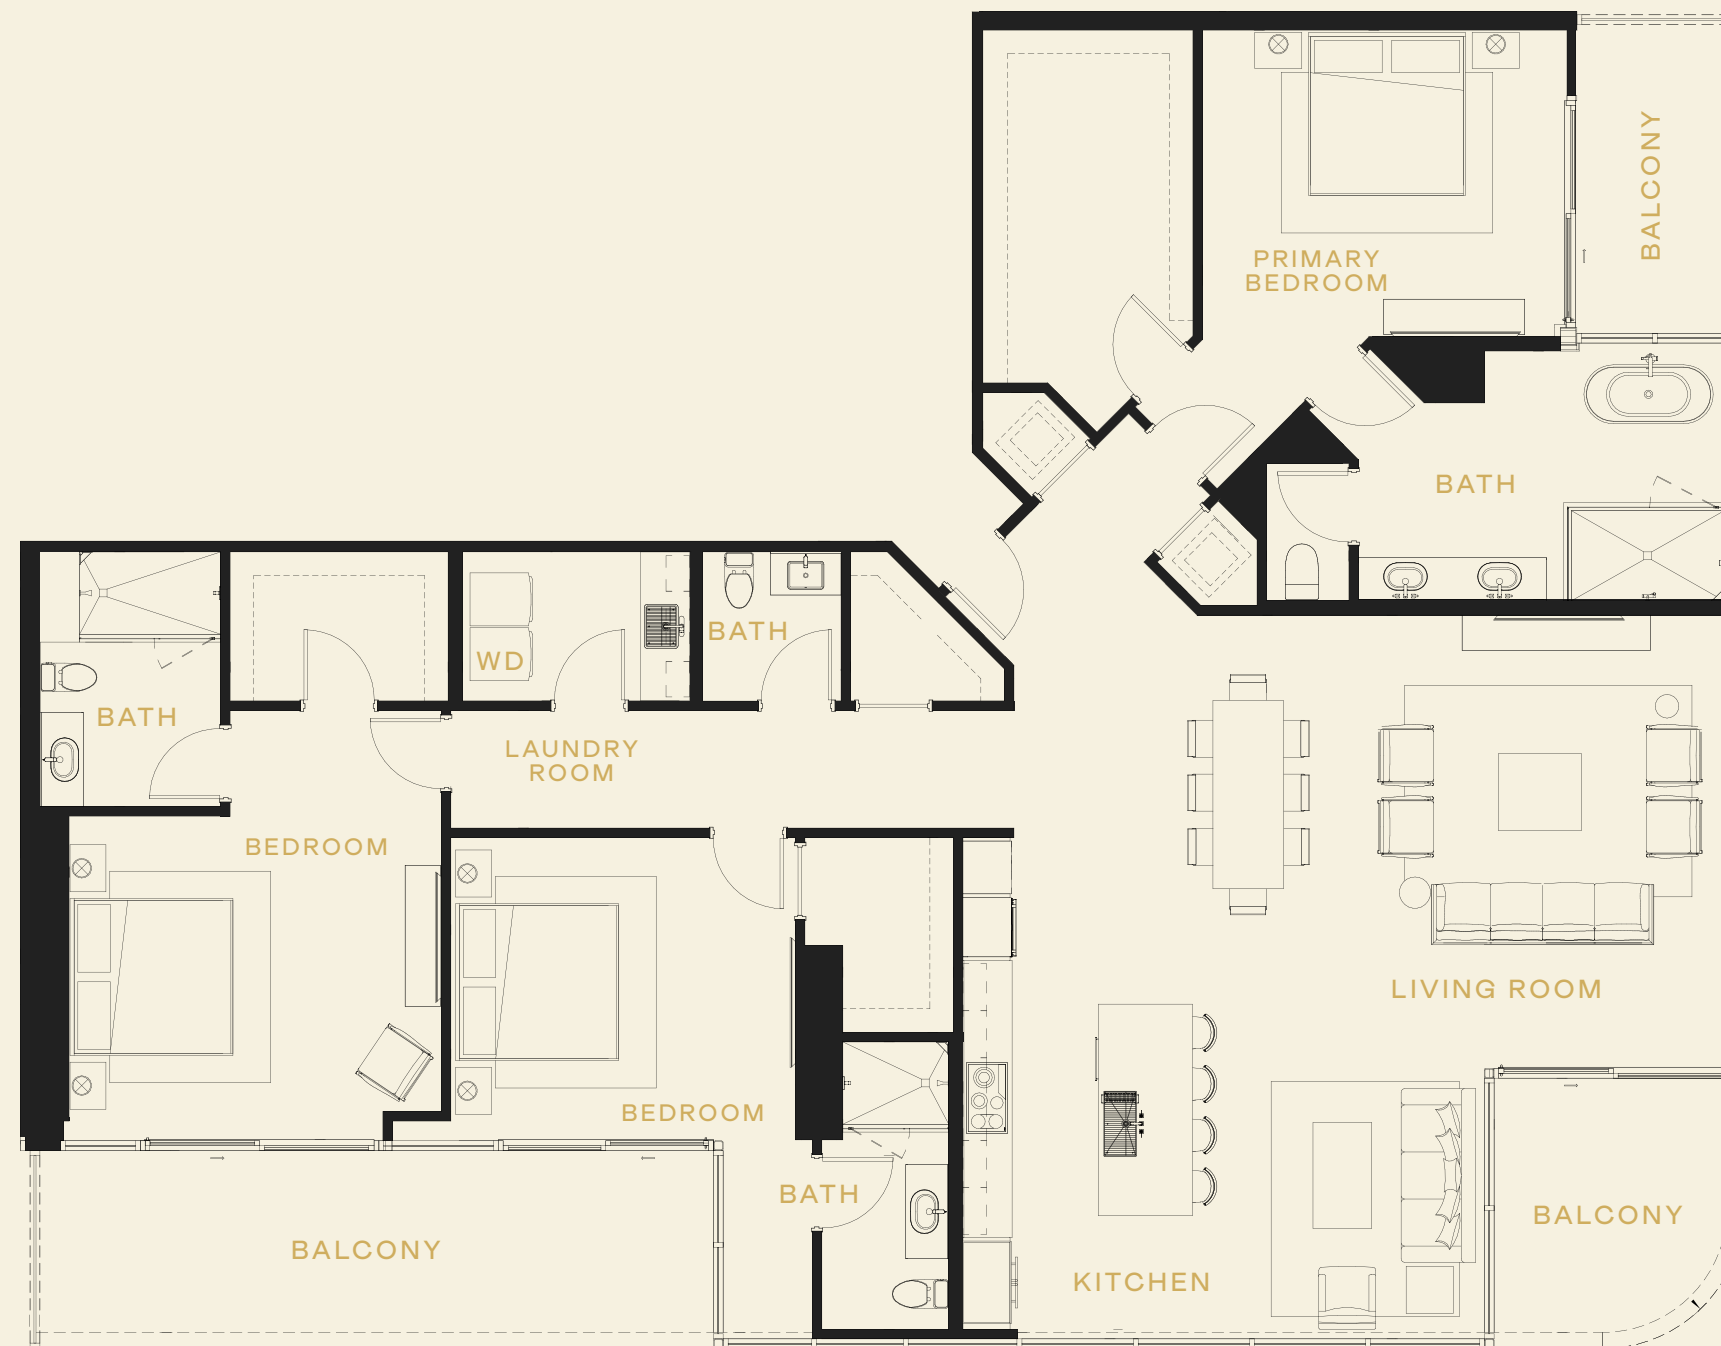 BALCONY
PRIMARY
BEDROOM
BATH
BATH
WD
BATH
LAUNDRY
ROOM
BEDROOM
LIVING ROOM
BEDROOM
BATH
BALCONY
BALCONY
KITCHEN